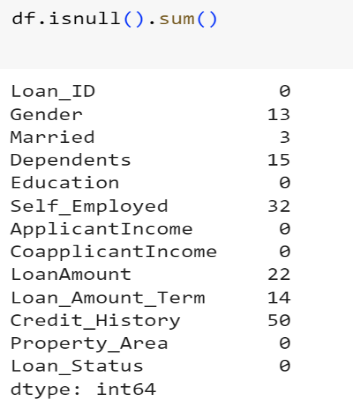 df.isnull().sum()
Loan_ID 0
Gender 13
Married 3
Dependents 15
Education 0
Self_Employed 32
ApplicantIncome 0
CoapplicantIncome 0
LoanAmount 22
Loan_Amount_Term 14
Credit_History 50
Property_Area 0
Loan_Status 0
dtype: int64